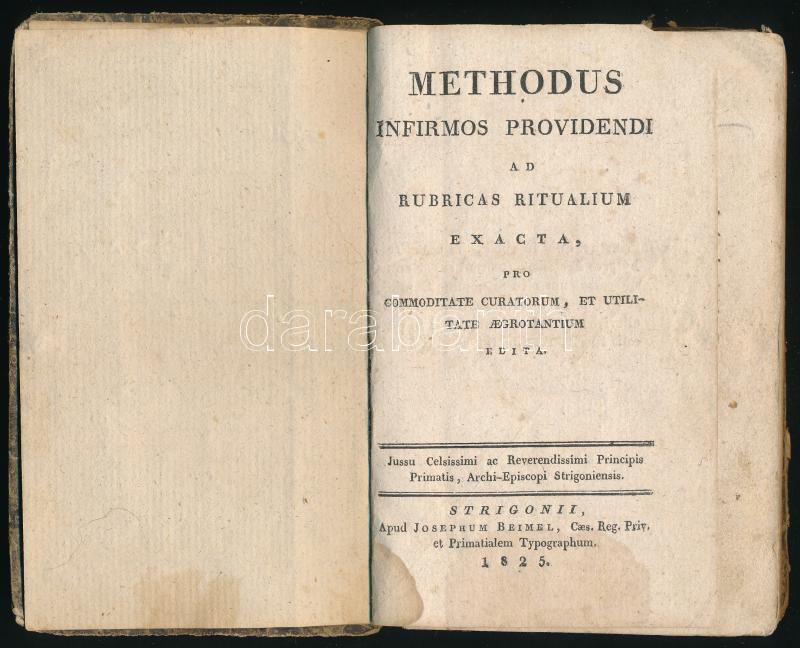 METHODUS
INFIRMOS PROVIDENDI
AD
RUBRICAS RITUALIUM
EXACTA,
PRO
COMMODITATE CURATORUM, ET UTILI-
TATE ÆGROTANTIUM
EDITA.
darabanth
Jussu Celsissimi ac Reverendissimi Principis
Primatis, Archi-Episcopi Strigoniensis.
STRIGONII,
Apud JOSEPHUM BEIMEL, Cæs. Reg. Priv.
et Primatialem Typographum.
1825.